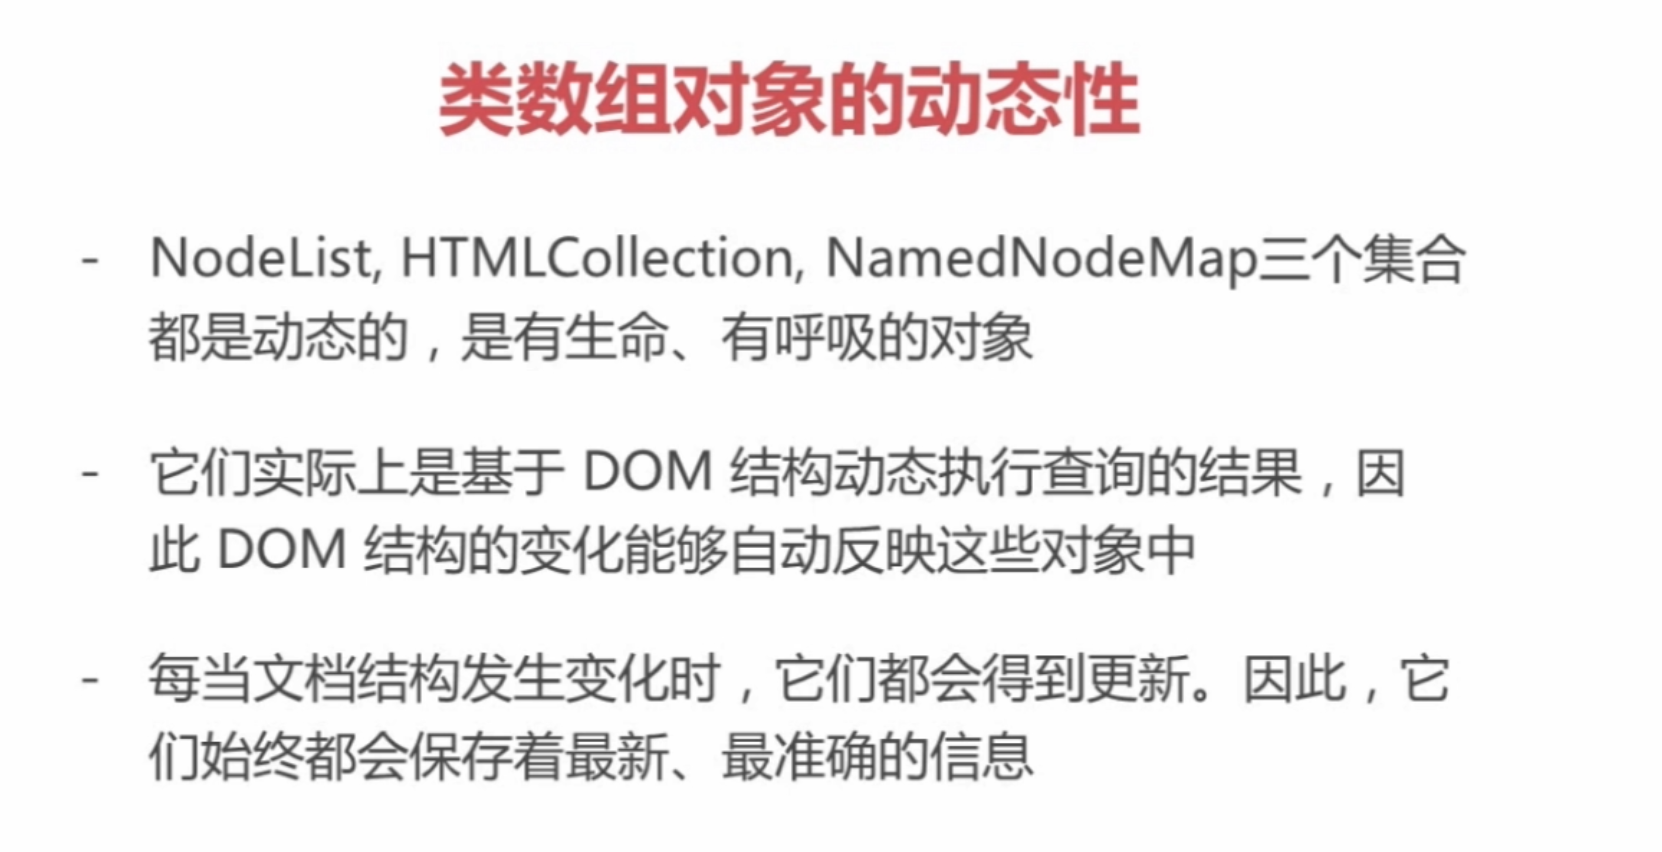 类数组对象的动态性
- NodeList, HTMLCollection, NamedNodeMap三个集合
都是动态的，是有生命、有呼吸的对象
- 它们实际上是基于 DOM 结构动态执行查询的结果，因
此 DOM 结构的变化能够自动反映这些对象中
- 每当文档结构发生变化时，它们都会得到更新。因此，它
们始终都会保存着最新、最准确的信息